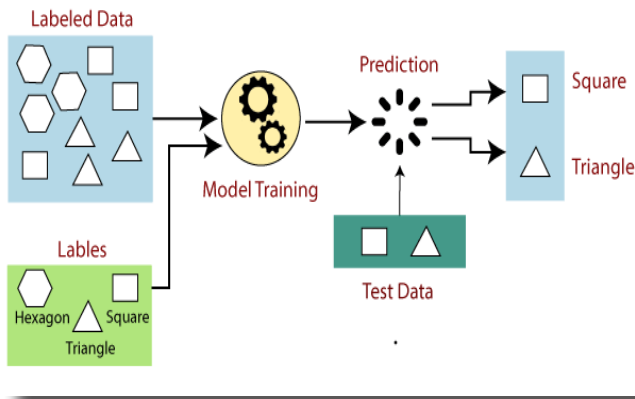 Labeled Data
Prediction
Square
Model Training
Triangle
Lables
Hexagon
Square
Triangle
Test Data
.